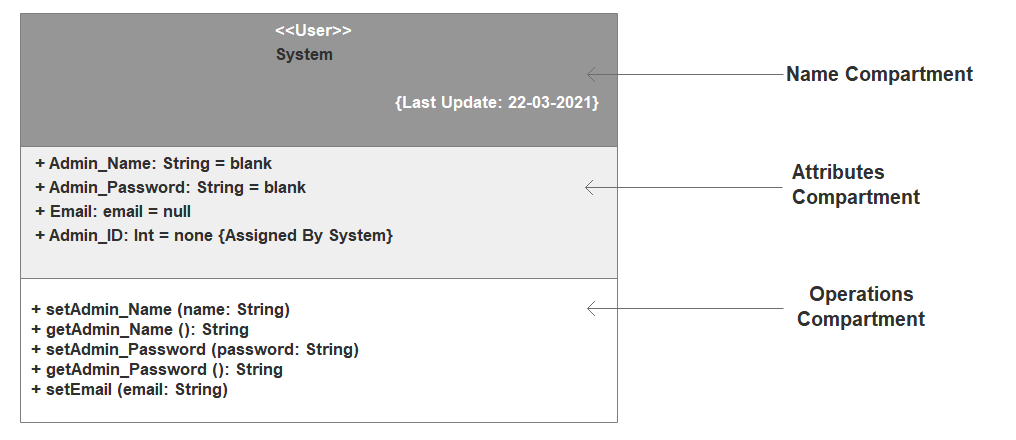 <<User>>
System
{Last Update: 22-03-2021}
Name Compartment
+ Admin_Name: String = blank
+ Admin_Password: String = blank
+ Email: email = null
+ Admin_ID: Int = none {Assigned By System}
Attributes
Compartment
+ setAdmin_Name (name: String)
+ getAdmin_Name (): String
+ setAdmin_Password (password: String)
+ getAdmin_Password (): String
+ setEmail (email: String)
Operations
Compartment